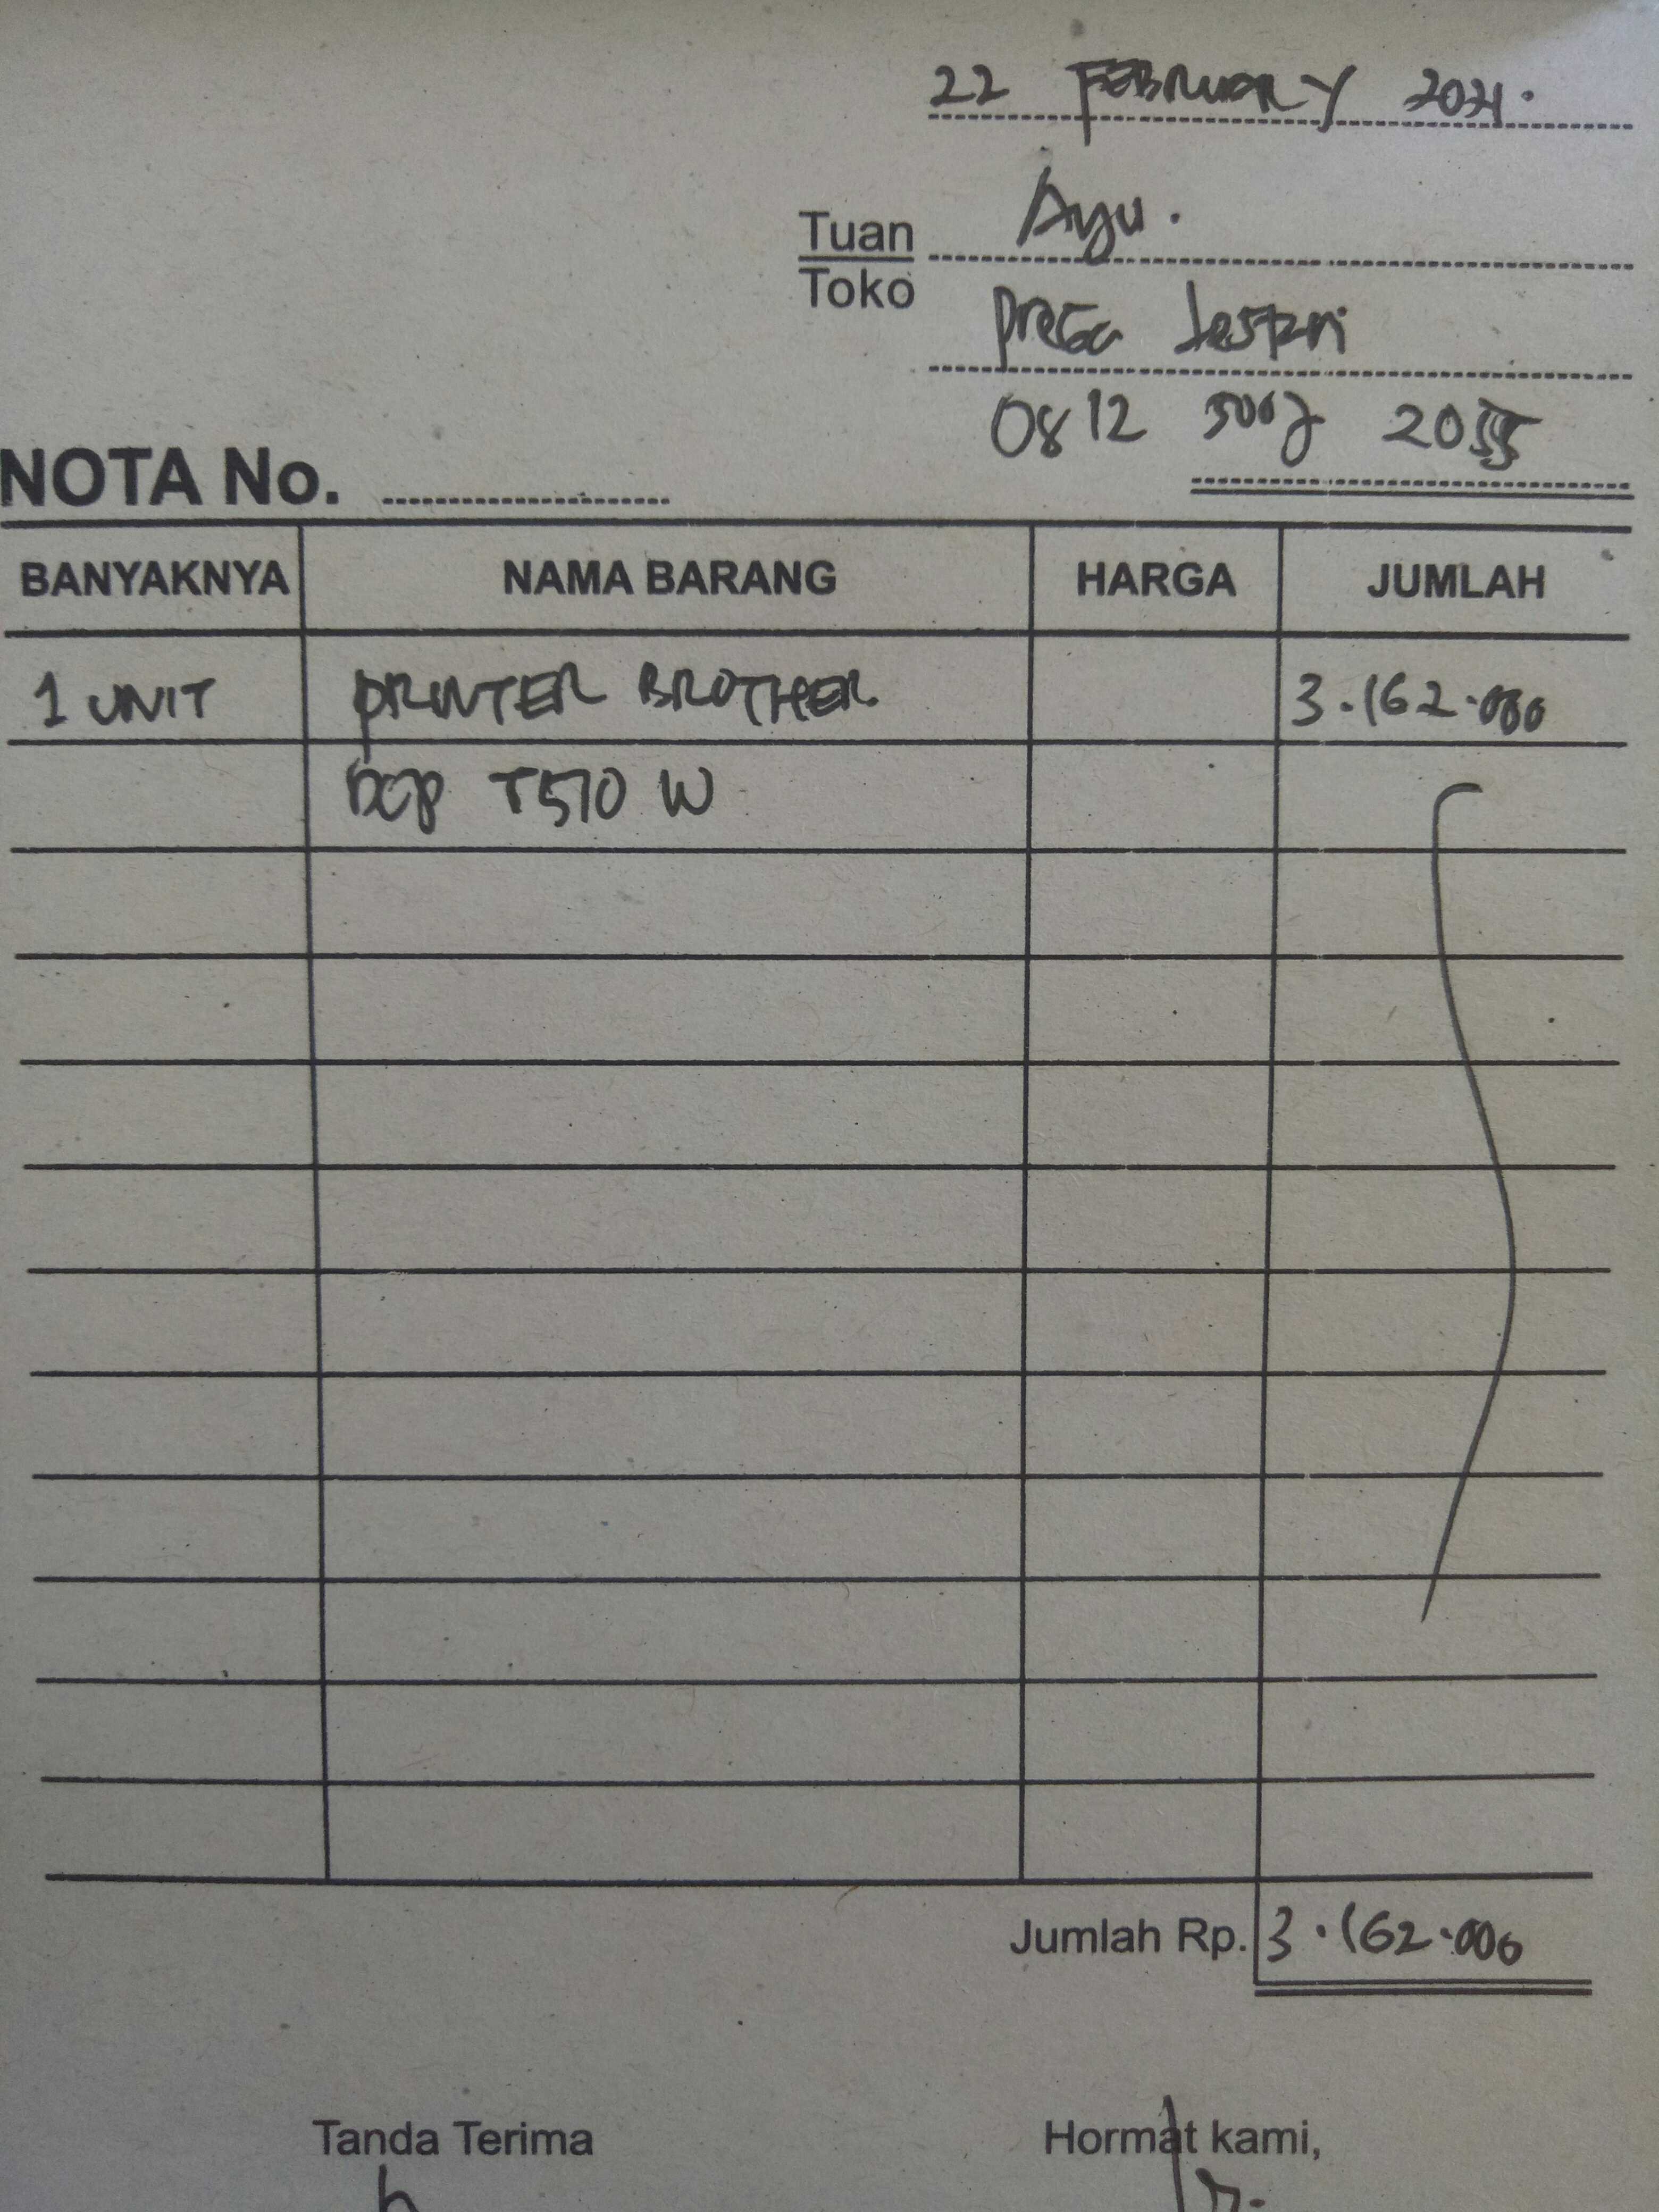 22 FEBRUARY 2021.
Tuan Ayu.
Toko
0812
NOTA No.
BANYAKNYA NAMA BARANG HARGA JUMLAH
1 UNIT PRINTER BROTHER 3.162.000
DCP T510 W
Jumlah Rp. 3.162.000
Tanda Terima Hormat kami,